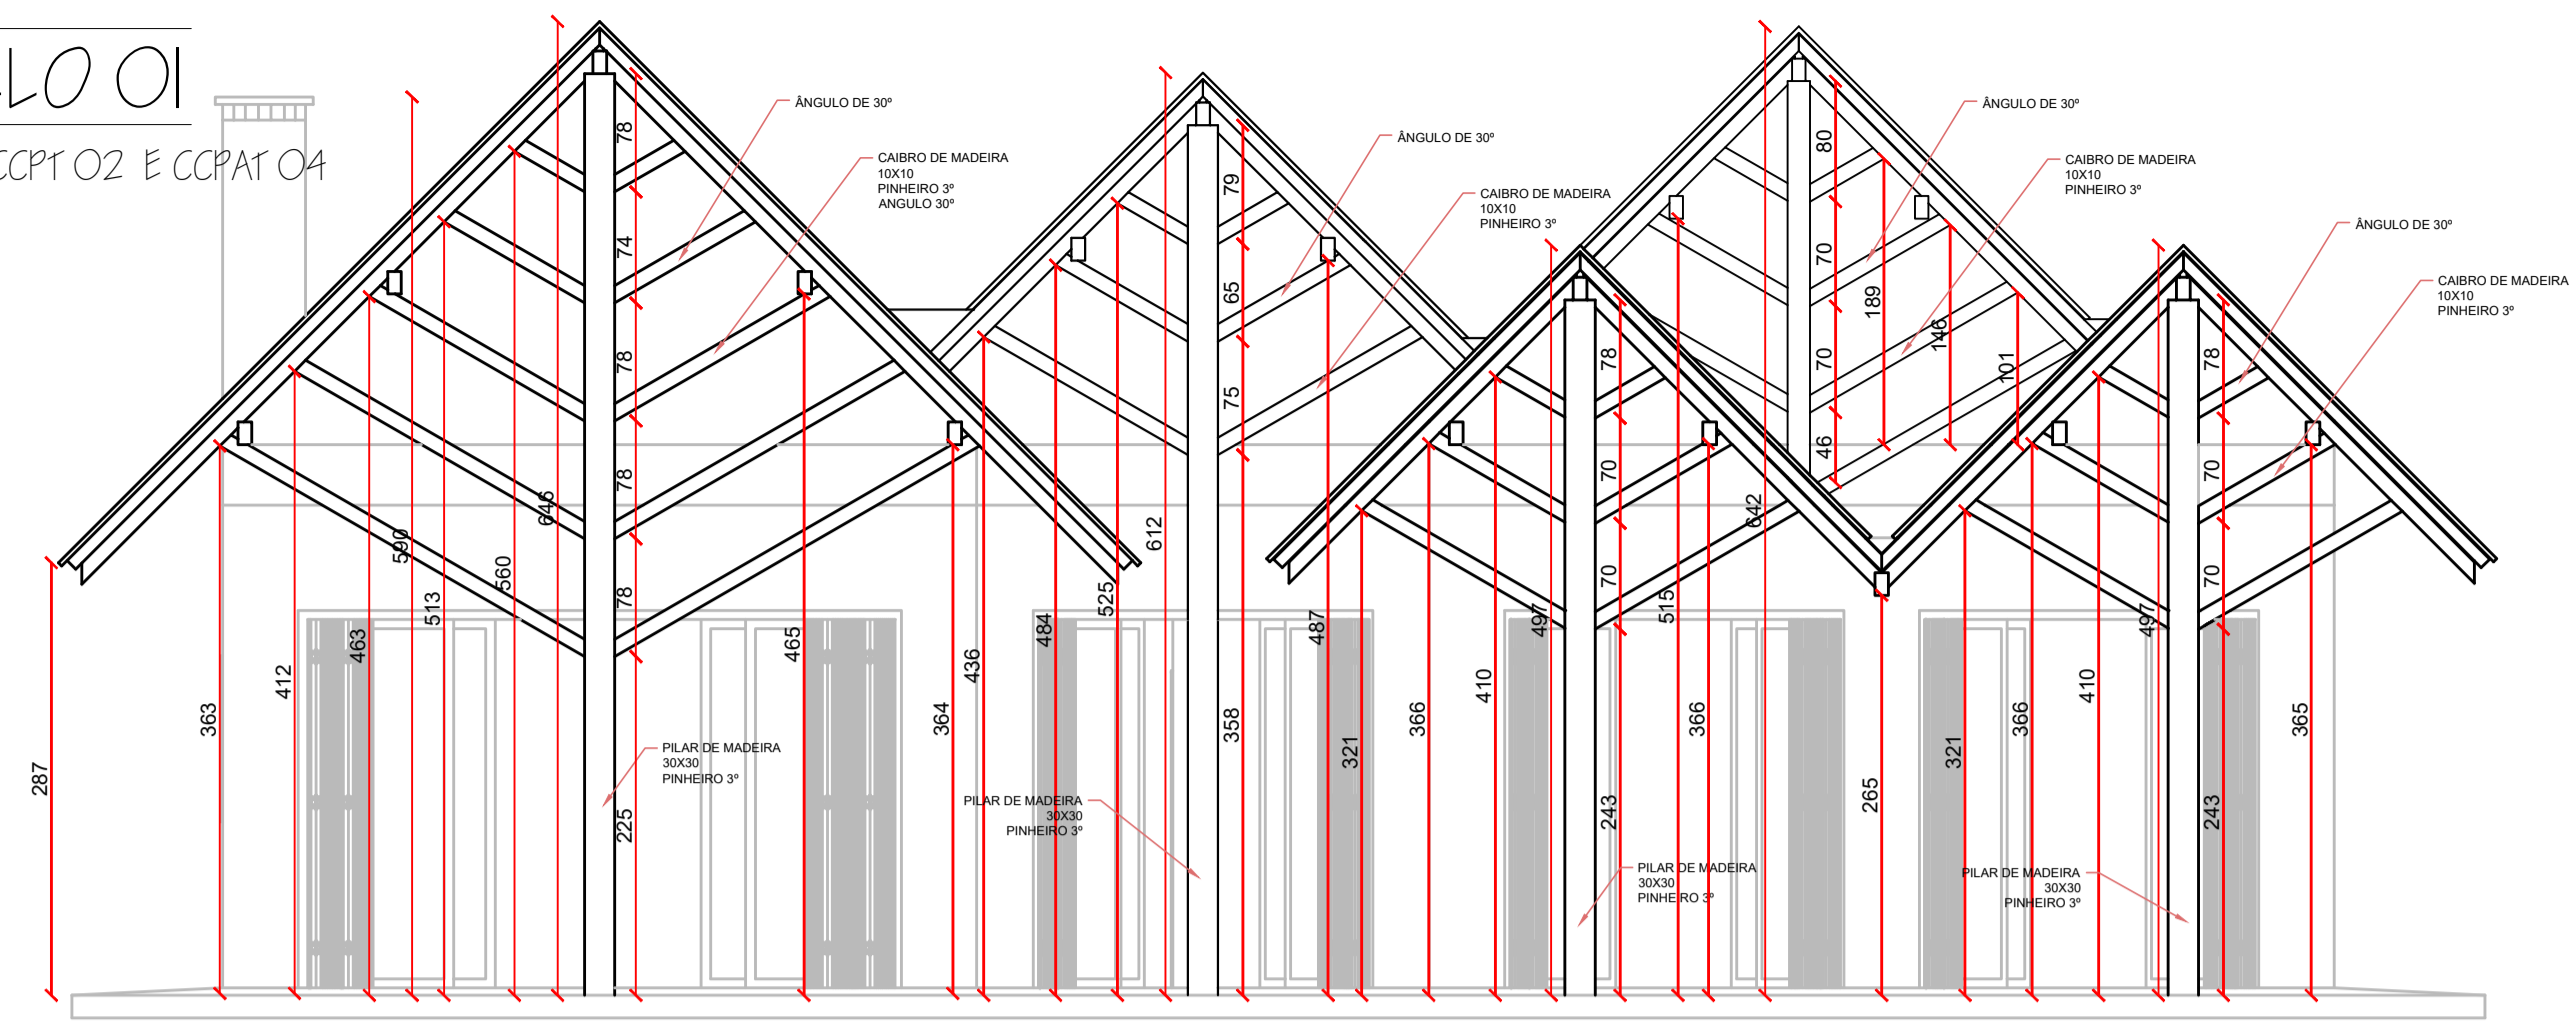 LO 01
CCPT 02 E CCPAT 04
ÂNGULO DE 30º
CAIBRO DE MADEIRA
10X10
PINHEIRO 3º
ANGULO 30º
ÂNGULO DE 30º
CAIBRO DE MADEIRA
10X10
PINHEIRO 3º
ÂNGULO DE 30º
CAIBRO DE MADEIRA
10X10
PINHEIRO 3º
ÂNGULO DE 30º
CAIBRO DE MADEIRA
10X10
PINHEIRO 3º
PILAR DE MADEIRA
30X30
PINHEIRO 3º
PILAR DE MADEIRA
30X30
PINHEIRO 3º
PILAR DE MADEIRA
30X30
PINHEIRO 3º
PILAR DE MADEIRA
30X30
PINHEIRO 3º
287
363
412
463
590
513
560
646
78
74
78
78
78
225
465
364
436
484
525
612
79
65
75
358
487
321
366
410
497
78
70
70
243
515
366
642
80
70
70
46
189
146
101
265
321
366
410
497
78
70
70
243
365